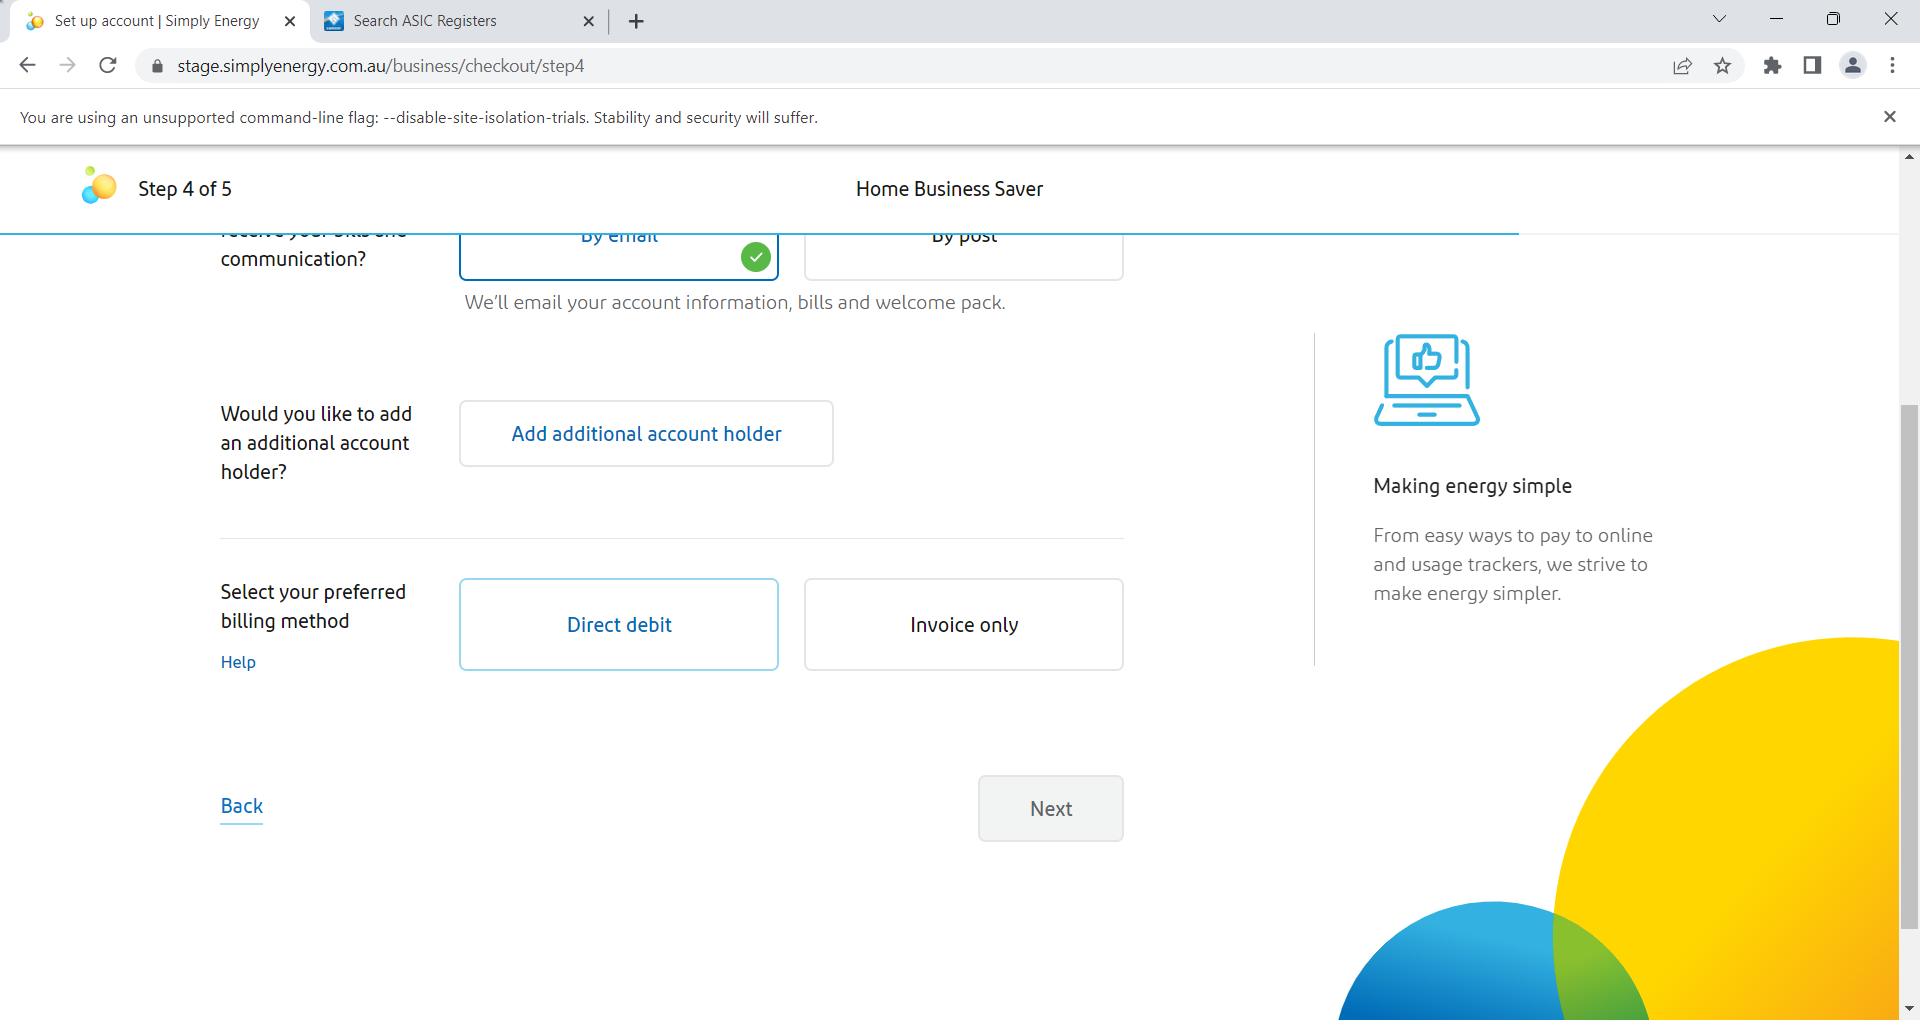 Set up account | Simply Energy
Search ASIC Registers
stage.simplyenergy.com.au/business/checkout/step4
You are using an unsupported command-line flag: --disable-site-isolation-trials. Stability and security will suffer.
Step 4 of 5
Home Business Saver
receive your bills and
communication?
By email
By post
We'll email your account information, bills and welcome pack.
Would you like to add
an additional account
holder?
Add additional account holder
Select your preferred
billing method
Help
Direct debit
Invoice only
Back
Next
Making energy simple
From easy ways to pay to online
and usage trackers, we strive to
make energy simpler.